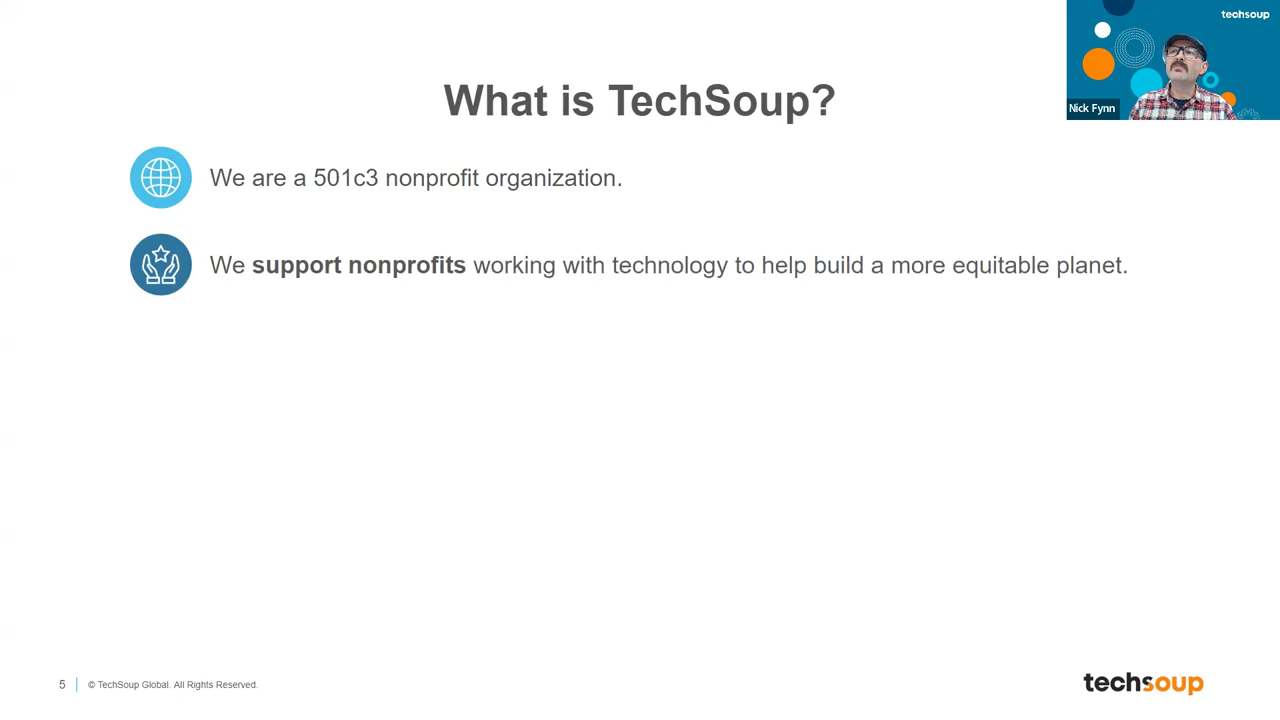 techsoup
Nick Fynn
What is TechSoup?
We are a 501c3 nonprofit organization.
We support nonprofits working with technology to help build a more equitable planet.
5
© TechSoup Global. All Rights Reserved.
techsoup